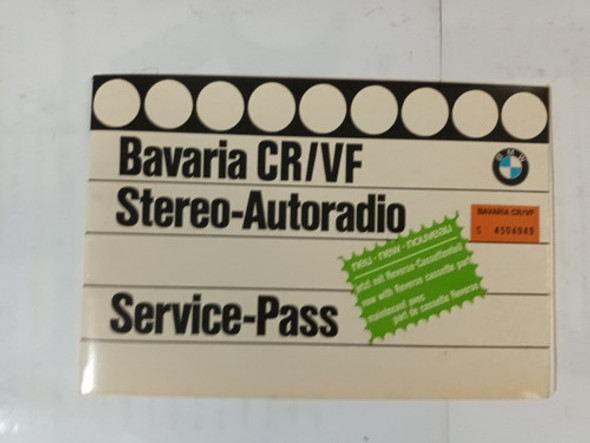 Bavaria CR/VF
BMW
Stereo-Autoradio
BAVARIA CR/VF
S 4504949
neu · new · nouveau
jetzt mit Reverse-Cassettenteil
now with Reverse cassette part
maintenant avec
part de cassette Reverse
Service-Pass